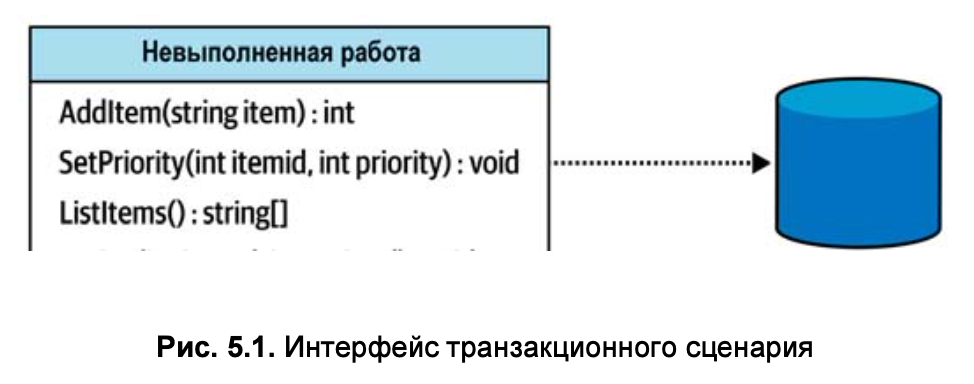 Невыполненная работа
AddItem(string item) : int
SetPriority(int itemid, int priority) : void
ListItems() : string[]
Рис. 5.1. Интерфейс транзакционного сценария